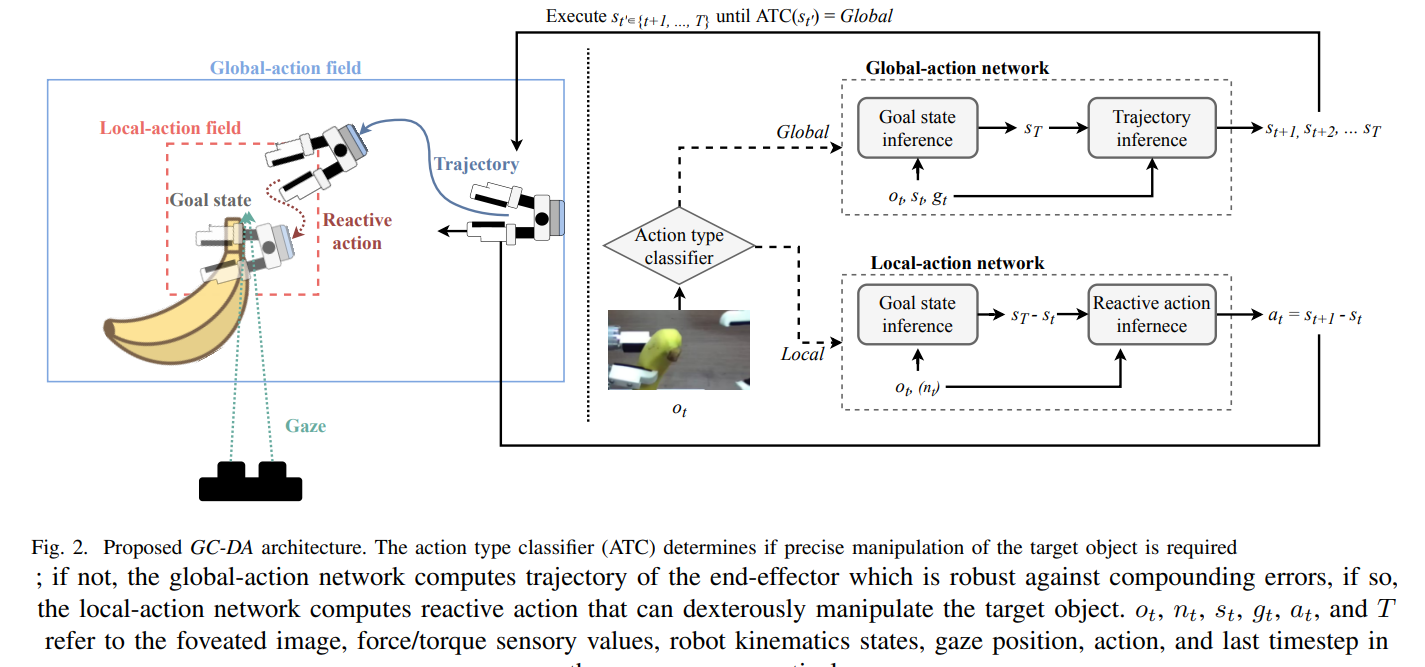 Execute s_{t'∈{t+1, ..., T}} until ATC(s_{t'}) = Global
Global-action field
Local-action field
Goal state
Reactive
action
Trajectory
Gaze
Action type
classifier
o_t
Global
Local
Global-action network
Goal state
inference
s_T
Trajectory
inference
s_{t+1}, s_{t+2}, ... s_T
o_t, s_t, g_t
Local-action network
Goal state
inference
s_T - s_t
Reactive action
infernece
a_t = s_{t+1} - s_t
o_t, (n_t)
Fig. 2. Proposed GC-DA architecture. The action type classifier (ATC) determines if precise manipulation of the target object is required
; if not, the global-action network computes trajectory of the end-effector which is robust against compounding errors, if so,
the local-action network computes reactive action that can dexterously manipulate the target object. o_t, n_t, s_t, g_t, a_t, and T
refer to the foveated image, force/torque sensory values, robot kinematics states, gaze position, action, and last timestep in